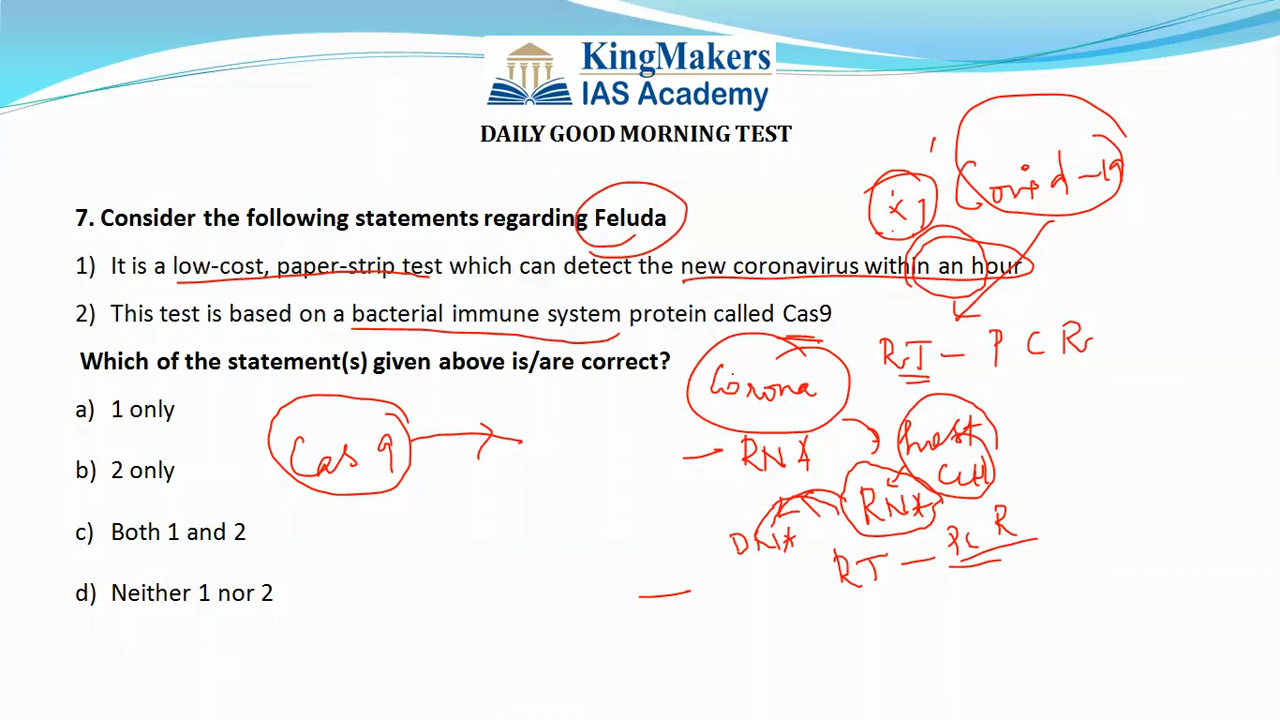 KingMakers
IAS Academy
DAILY GOOD MORNING TEST
Covid-19
7. Consider the following statements regarding Feluda
1) It is a low-cost, paper-strip test which can detect the new coronavirus within an hour
2) This test is based on a bacterial immune system protein called Cas9
RT - PCR
Which of the statement(s) given above is/are correct?
Corona
a) 1 only
Cas 9
RNA
Cell
b) 2 only
RNA
c) Both 1 and 2
DNA
RT - PCR
d) Neither 1 nor 2